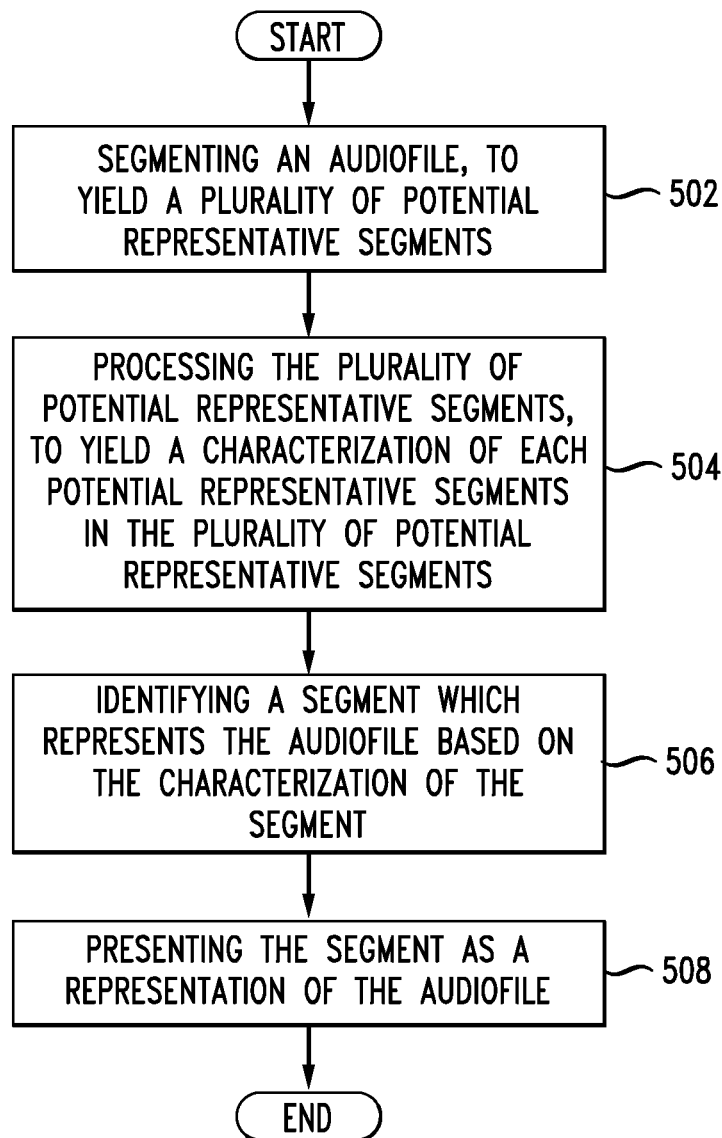 START
SEGMENTING AN AUDIOFILE, TO
YIELD A PLURALITY OF POTENTIAL
REPRESENTATIVE SEGMENTS
502
PROCESSING THE PLURALITY OF
POTENTIAL REPRESENTATIVE SEGMENTS,
TO YIELD A CHARACTERIZATION OF EACH
POTENTIAL REPRESENTATIVE SEGMENTS
IN THE PLURALITY OF POTENTIAL
REPRESENTATIVE SEGMENTS
504
IDENTIFYING A SEGMENT WHICH
REPRESENTS THE AUDIOFILE BASED ON
THE CHARACTERIZATION OF THE
SEGMENT
506
PRESENTING THE SEGMENT AS A
REPRESENTATION OF THE AUDIOFILE
508
END